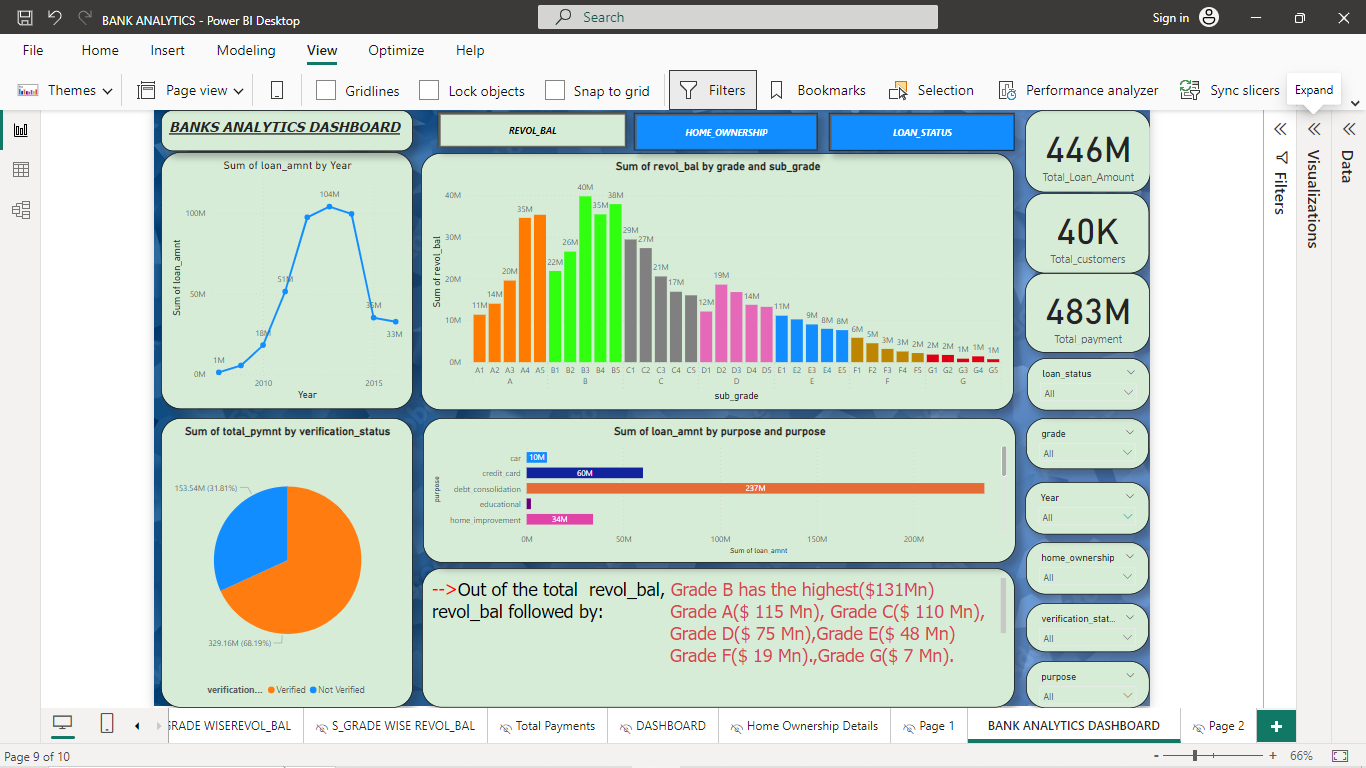 BANK ANALYTICS - Power BI Desktop
Search
Sign in
File Home Insert Modeling View Optimize Help
Themes Page view Gridlines Lock objects Snap to grid Filters Bookmarks Selection Performance analyzer Sync slicers Expand
BANKS ANALYTICS DASHBOARD
REVOL_BAL HOME_OWNERSHIP LOAN_STATUS
Sum of loan_amnt by Year
104M
100M
51M
50M
35M
18M
33M
1M
0M
2010 2015
Sum of loan_amnt
Year
Sum of revol_bal by grade and sub_grade
40M 30M 20M 10M 0M
Sum of revol_bal
11M 14M 20M 35M 22M 26M 40M 35M 38M 29M 27M 21M 17M 12M 19M 14M 11M 9M 8M 8M 6M 5M 3M 3M 2M 2M 2M 1M 1M 1M
A1 A2 A3 A4 A5 B1 B2 B3 B4 B5 C1 C2 C3 C4 C5 D1 D2 D3 D4 D5 E1 E2 E3 E4 E5 F1 F2 F3 F4 F5 G1 G2 G3 G4 G5
A B C D E F G
sub_grade
446M
Total_Loan_Amount
40K
Total_customers
483M
Total_payment
loan_status
All
grade
All
Year
All
home_ownership
All
verification_stat...
All
purpose
All
Filters
Visualizations
Data
Sum of total_pymnt by verification_status
153.54M (31.81%)
329.16M (68.19%)
verification... Verified Not Verified
Sum of loan_amnt by purpose and purpose
purpose
car 10M
credit_card 60M
debt_consolidation 237M
educational
home_improvement 34M
0M 50M 100M 150M 200M
Sum of loan_amnt
-->Out of the total revol_bal, Grade B has the highest($131Mn)
revol_bal followed by: Grade A($ 115 Mn), Grade C($ 110 Mn),
Grade D($ 75 Mn),Grade E($ 48 Mn)
Grade F($ 19 Mn).,Grade G($ 7 Mn).
GRADE WISEREVOL_BAL S_GRADE WISE REVOL_BAL Total Payments DASHBOARD Home Ownership Details Page 1 BANK ANALYTICS DASHBOARD Page 2
Page 9 of 10
- + 66%